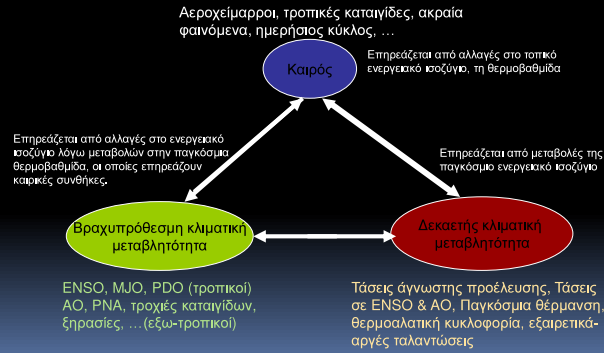 Αεροχείμαρροι, τροπικές καταιγίδες, ακραία
φαινόμενα, ημερήσιος κύκλος, …
Καιρός
Επηρεάζεται από αλλαγές στο τοπικό
ενεργειακό ισοζύγιο, τη θερμοβαθμίδα
Επηρεάζεται από αλλαγές στο ενεργειακό
ισοζύγιο λόγω μεταβολών στην παγκόσμια
θερμοβαθμίδα, οι οποίες επηρεάζουν
καιρικές συνθήκες.
Επηρεάζεται από μεταβολές της
παγκόσμιο ενεργειακό ισοζύγιο
Βραχυπρόθεσμη κλιματική
μεταβλητότητα
Δεκαετής κλιματική
μεταβλητότητα
ENSO, MJO, PDO (τροπικοί)
AO, PNA, τροχιές καταιγίδων,
ξηρασίες, …(εξω-τροπικοί)
Τάσεις άγνωστης προέλευσης, Τάσεις
σε ENSO & AO, Παγκόσμια θέρμανση,
θερμοαλατική κυκλοφορία, εξαιρετικά-
αργές ταλαντώσεις